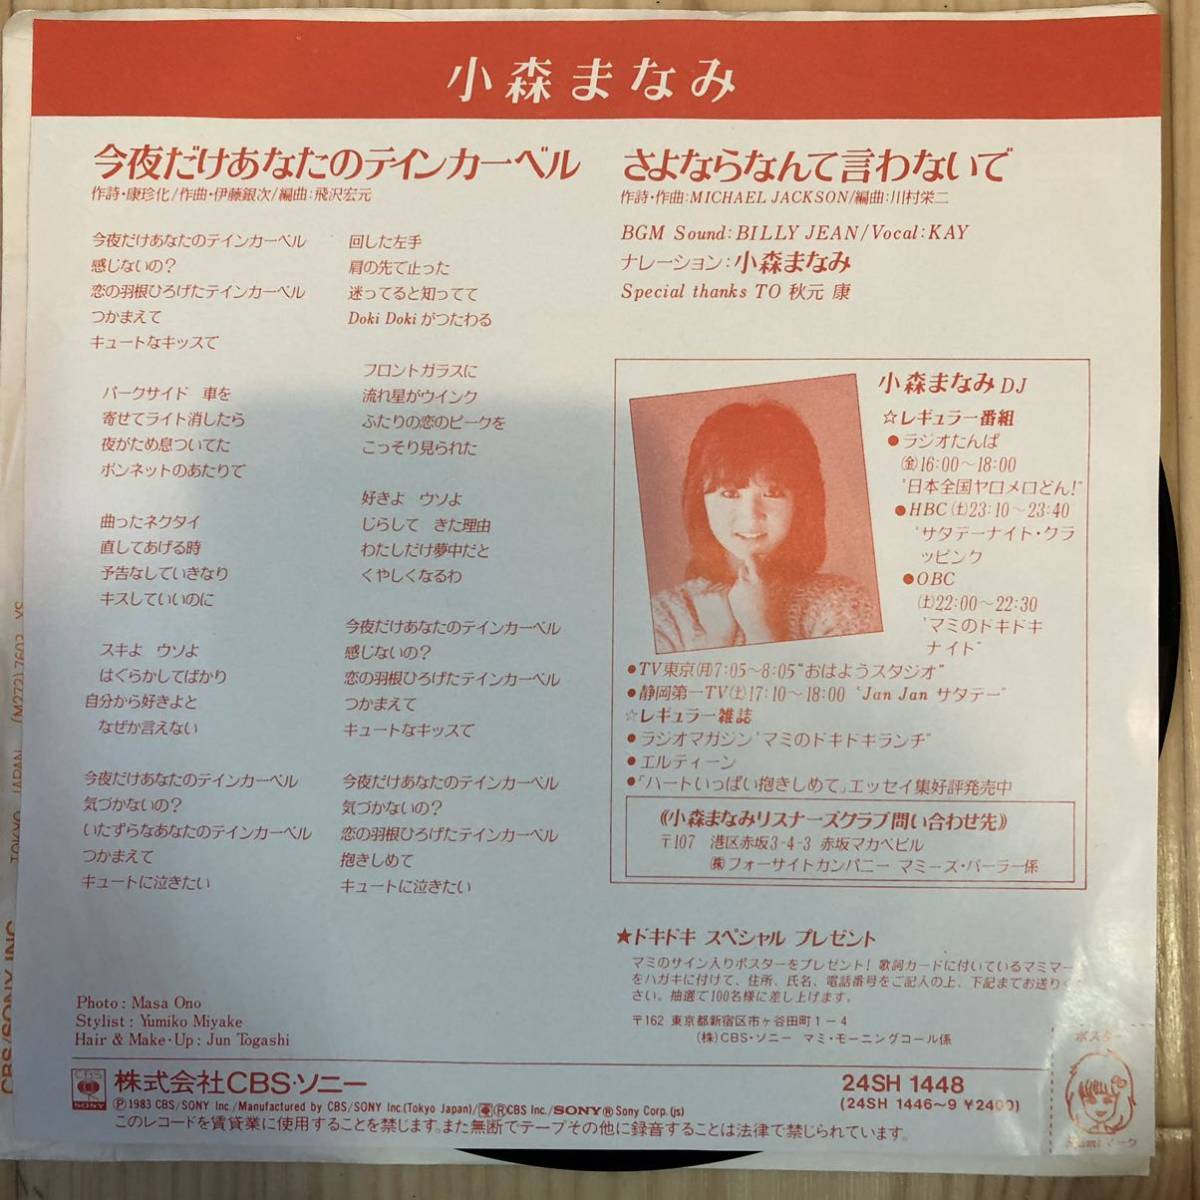 小森まなみ
今夜だけあなたのテインカーベル
作詩・康珍化/作曲・伊藤銀次/編曲:飛沢宏元
今夜だけあなたのテインカーベル
感じないの?
恋の羽根ひろげたテインカーベル
つかまえて
キュートなキッスで
パークサイド 車を
寄せてライト消したら
夜がため息ついてた
ボンネットのあたりで
曲ったネクタイ
直してあげる時
予告なしていきなり
キスしていいのに
スキよ ウソよ
はぐらかしてばかり
自分から好きよと
なぜか言えない
今夜だけあなたのテインカーベル
気づかないの?
いたずらなあなたのテインカーベル
つかまえて
キュートに泣きたい
回した左手
肩の先で止った
迷ってると知ってて
Doki Dokiがつたわる
フロントガラスに
流れ星がウインク
ふたりの恋のピークを
こっそり見られた
好きよ ウソよ
じらして きた理由
わたしだけ夢中だと
くやしくなるわ
今夜だけあなたのテインカーベル
感じないの?
恋の羽根ひろげたテインカーベル
つかまえて
キュートなキッスで
今夜だけあなたのテインカーベル
気づかないの?
恋の羽根ひろげたテインカーベル
抱きしめて
キュートに泣きたい
さよならなんて言わないで
作詩・作曲:MICHAEL JACKSON/編曲:川村栄二
BGM Sound:BILLY JEAN/Vocal:KAY
ナレーション:小森まなみ
Special thanks TO 秋元 康
小森まなみ DJ
☆レギュラー番組
●ラジオたんぱ
㈮16:00〜18:00
"日本全国ヤロメロどん!"
●HBC㈯23:10〜23:40
"サタデーナイト・クラ
ッピング
●OBC
㈯22:00〜22:30
"マミのドキドキ
ナイト"
●TV東京㈪7:05〜8:05"おはようスタジオ"
●静岡第一TV㈯17:10〜18:00 "Jan Jan サタデー"
☆レギュラー雑誌
●ラジオマガジン"マミのドキドキランチ"
●エルティーン
●「ハートいっぱい抱きしめて」エッセイ集好評発売中
《小森まなみリスナーズクラブ問い合わせ先》
〒107 港区赤坂3-4-3 赤坂マカベビル
㈱フォーサイトカンパニー マミーズ・パーラー係
★ドキドキ スペシャル プレゼント
マミのサイン入りポスターをプレゼント! 歌詞カードに付いているマミマー
をハガキに付けて、住所、氏名、電話番号をご記入の上、下記までお送りく
さい。抽選で100名様に差し上げます。
〒162 東京都新宿区市ヶ谷田町1-4
(株)CBS・ソニー マミ・モーニングコール係
Photo : Masa Ono
Stylist : Yumiko Miyake
Hair & Make-Up : Jun Togashi
CBS SONY 株式会社CBS・ソニー
24SH 1448
Ⓟ1983 CBS/SONY Inc./Manufactured by CBS/SONY Inc.(Tokyo Japan)/ⓇCBS Inc./SONY® Sony Corp.(js)
(24SH 1446〜9 ¥2400)
このレコードを賃貸業に使用することを禁じます。また無断でテープその他に録音することは法律で禁じられています。
ポスター
Mamiマーク
CBS/SONY INC. TOKYO, JAPAN (M272)7602 YS